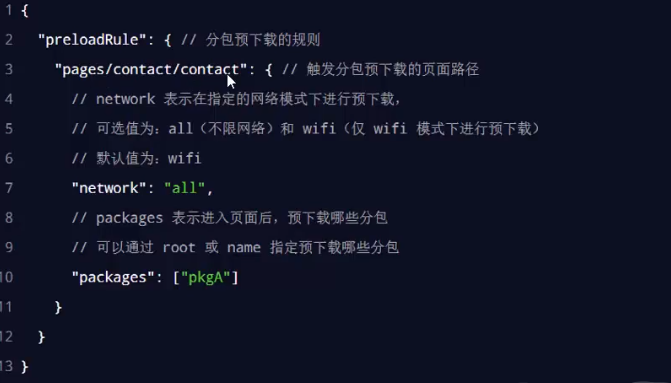 1 {
2 "preloadRule": { // 分包预下载的规则
3 "pages/contact/contact": { // 触发分包预下载的页面路径
4 // network 表示在指定的网络模式下进行预下载，
5 // 可选值为：all（不限网络）和 wifi（仅 wifi 模式下进行预下载）
6 // 默认值为：wifi
7 "network": "all",
8 // packages 表示进入页面后，预下载哪些分包
9 // 可以通过 root 或 name 指定预下载哪些分包
10 "packages": ["pkgA"]
11 }
12 }
13 }